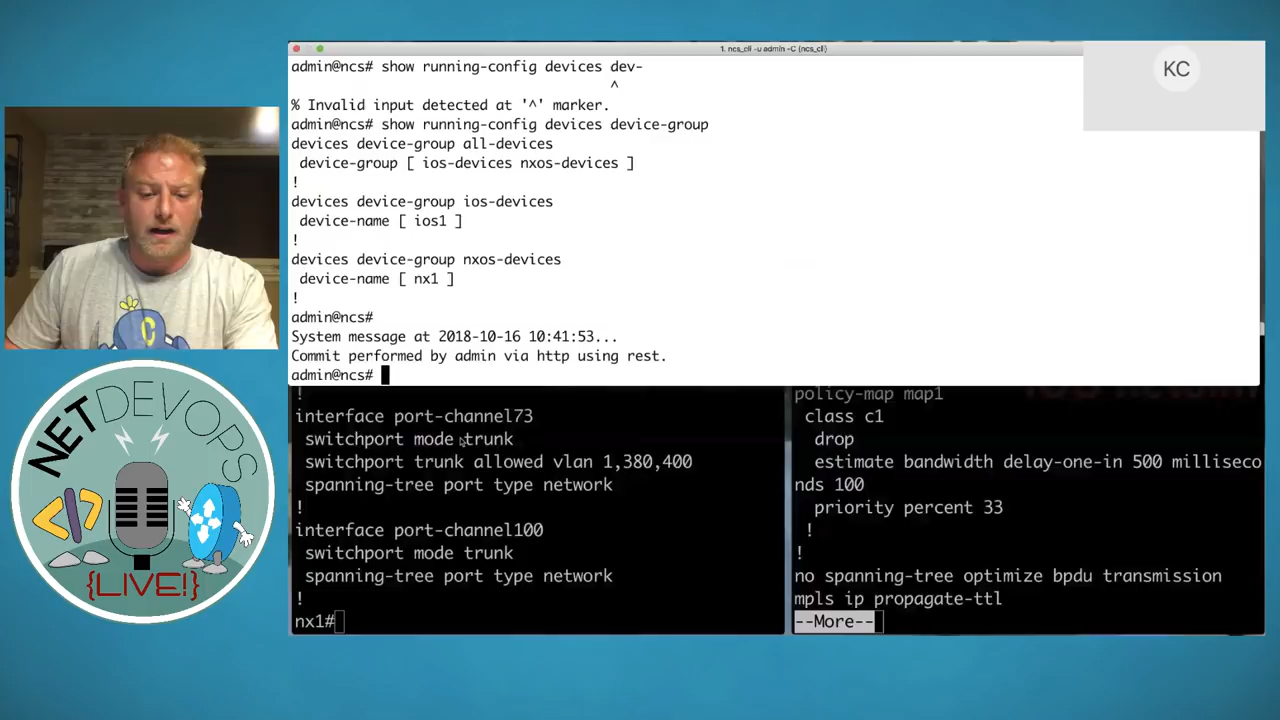 1. ncs_cli -u admin -C (ncs_cli)
admin@ncs# show running-config devices dev-
^
% Invalid input detected at '^' marker.
admin@ncs# show running-config devices device-group
devices device-group all-devices
device-group [ ios-devices nxos-devices ]
!
devices device-group ios-devices
device-name [ ios1 ]
!
devices device-group nxos-devices
device-name [ nx1 ]
!
admin@ncs#
System message at 2018-10-16 10:41:53...
Commit performed by admin via http using rest.
admin@ncs#
KC
!
interface port-channel73
switchport mode trunk
switchport trunk allowed vlan 1,380,400
spanning-tree port type network
!
interface port-channel100
switchport mode trunk
spanning-tree port type network
!
nx1#
policy-map map1
class c1
drop
estimate bandwidth delay-one-in 500 milliseco
nds 100
priority percent 33
!
!
no spanning-tree optimize bpdu transmission
mpls ip propagate-ttl
--More--
NETDEVOPS
</>
{LIVE!}